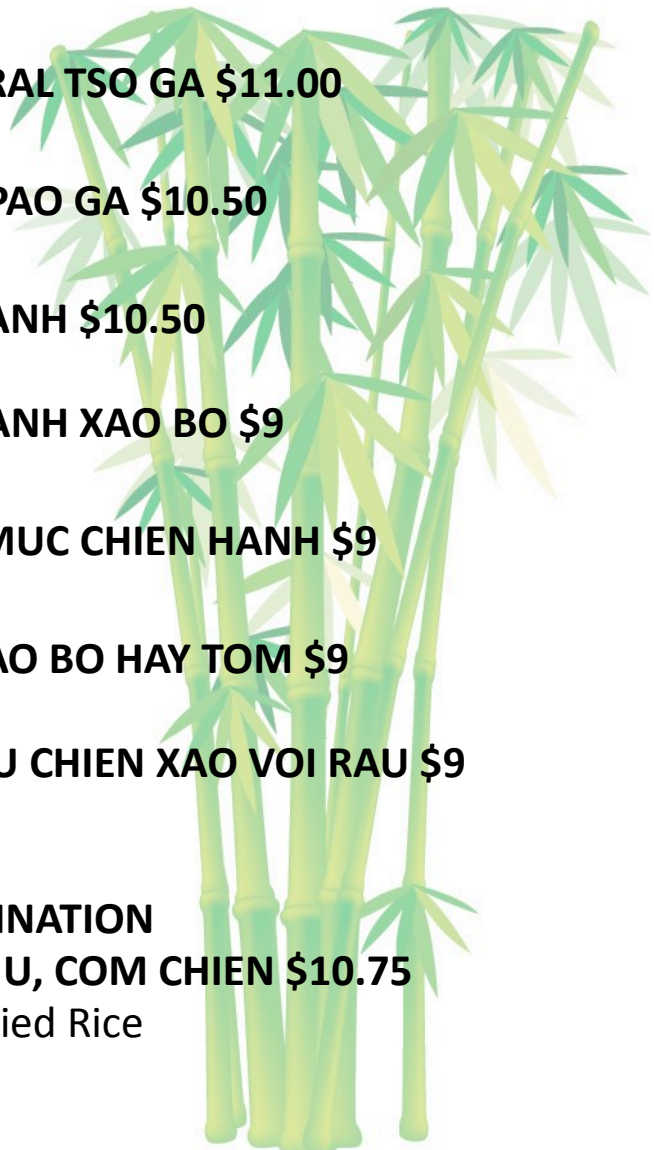 RAL TSO GA $11.00
PAO GA $10.50
ANH $10.50
ANH XAO BO $9
MUC CHIEN HANH $9
AO BO HAY TOM $9
U CHIEN XAO VOI RAU $9
INATION
U, COM CHIEN $10.75
ied Rice